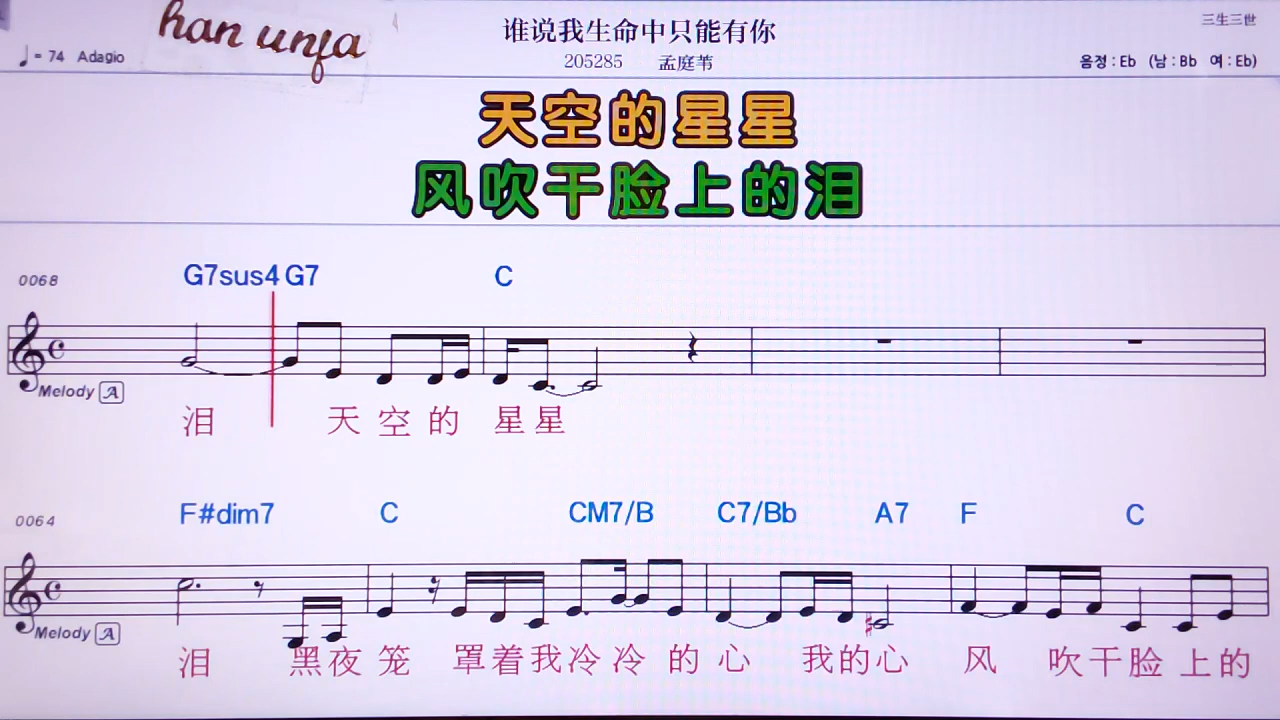 han unja
谁说我生命中只能有你
三生三世
♩= 74 Adagio
205285 孟庭苇
음정 : Eb (남 : Bb 여 : Eb)
天空的星星
风吹干脸上的泪
0068 G7sus4 G7 C
Melody A
泪 天 空 的 星 星
0064 F#dim7 C CM7/B C7/Bb A7 F C
Melody A
泪 黑夜 笼 罩着我冷 冷 的 心 我的心 风 吹干脸 上的